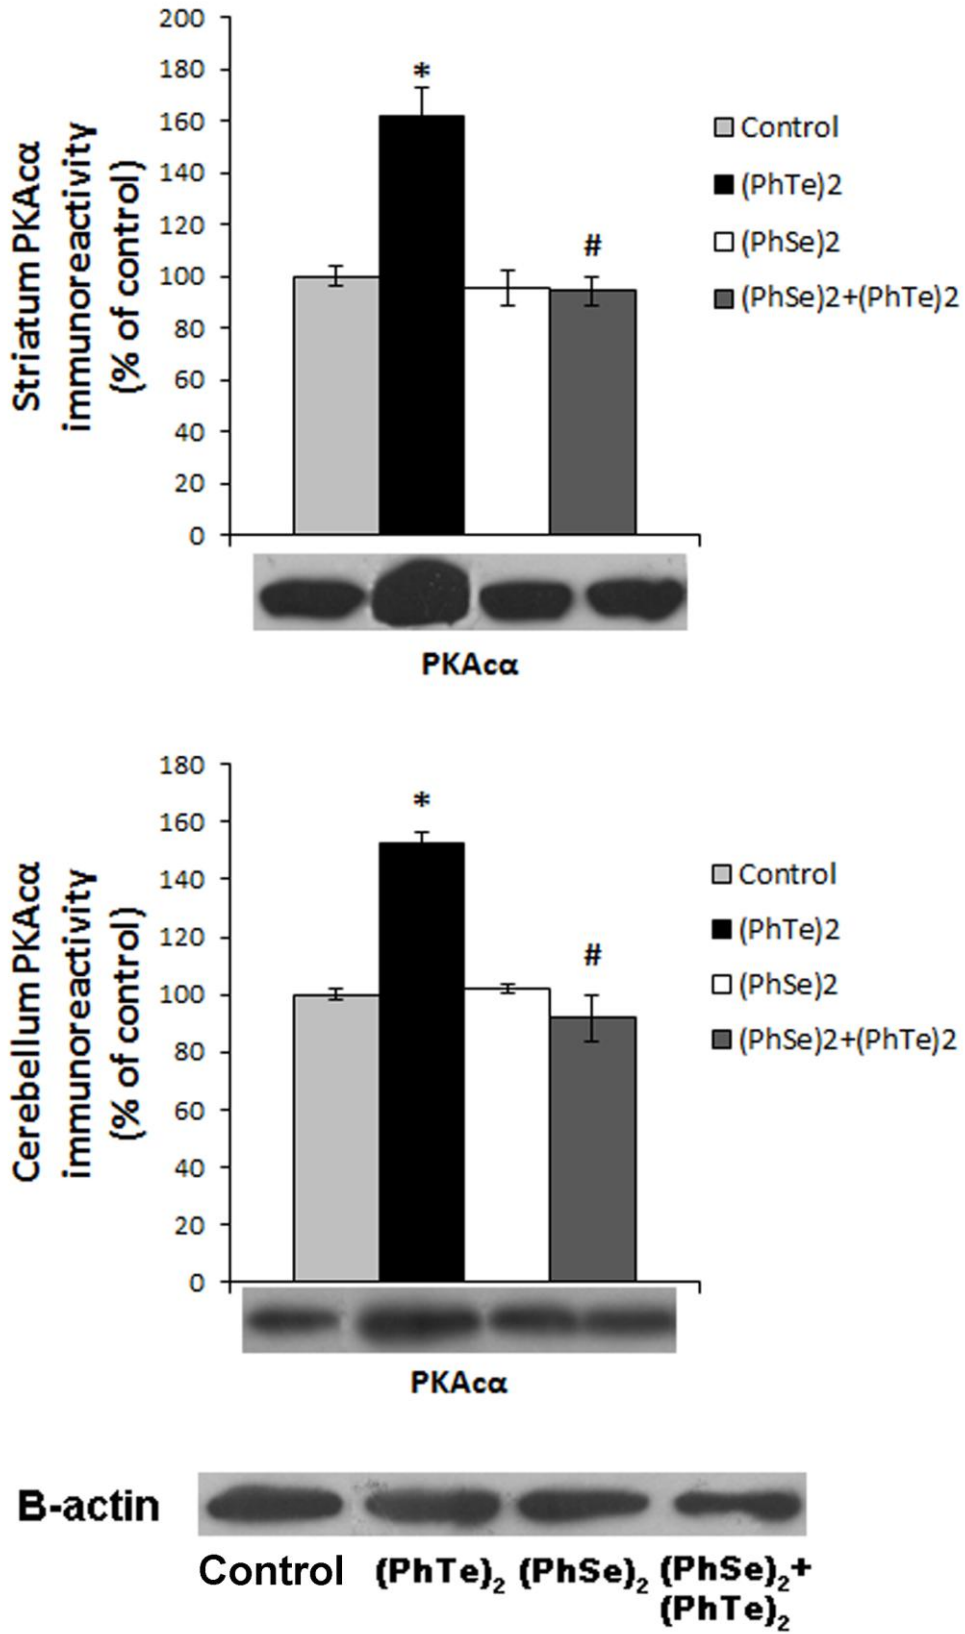 200
180
160
140
120
100
80
60
40
20
0
Striatum PKAcα
immunoreactivity
(% of control)
*
#
Control
(PhTe)2
(PhSe)2
(PhSe)2+(PhTe)2
PKAcα
180
160
140
120
100
80
60
40
20
0
Cerebellum PKAcα
immunoreactivity
(% of control)
*
#
Control
(PhTe)2
(PhSe)2
(PhSe)2+(PhTe)2
PKAcα
B-actin
Control (PhTe)₂ (PhSe)₂ (PhSe)₂+
(PhTe)₂